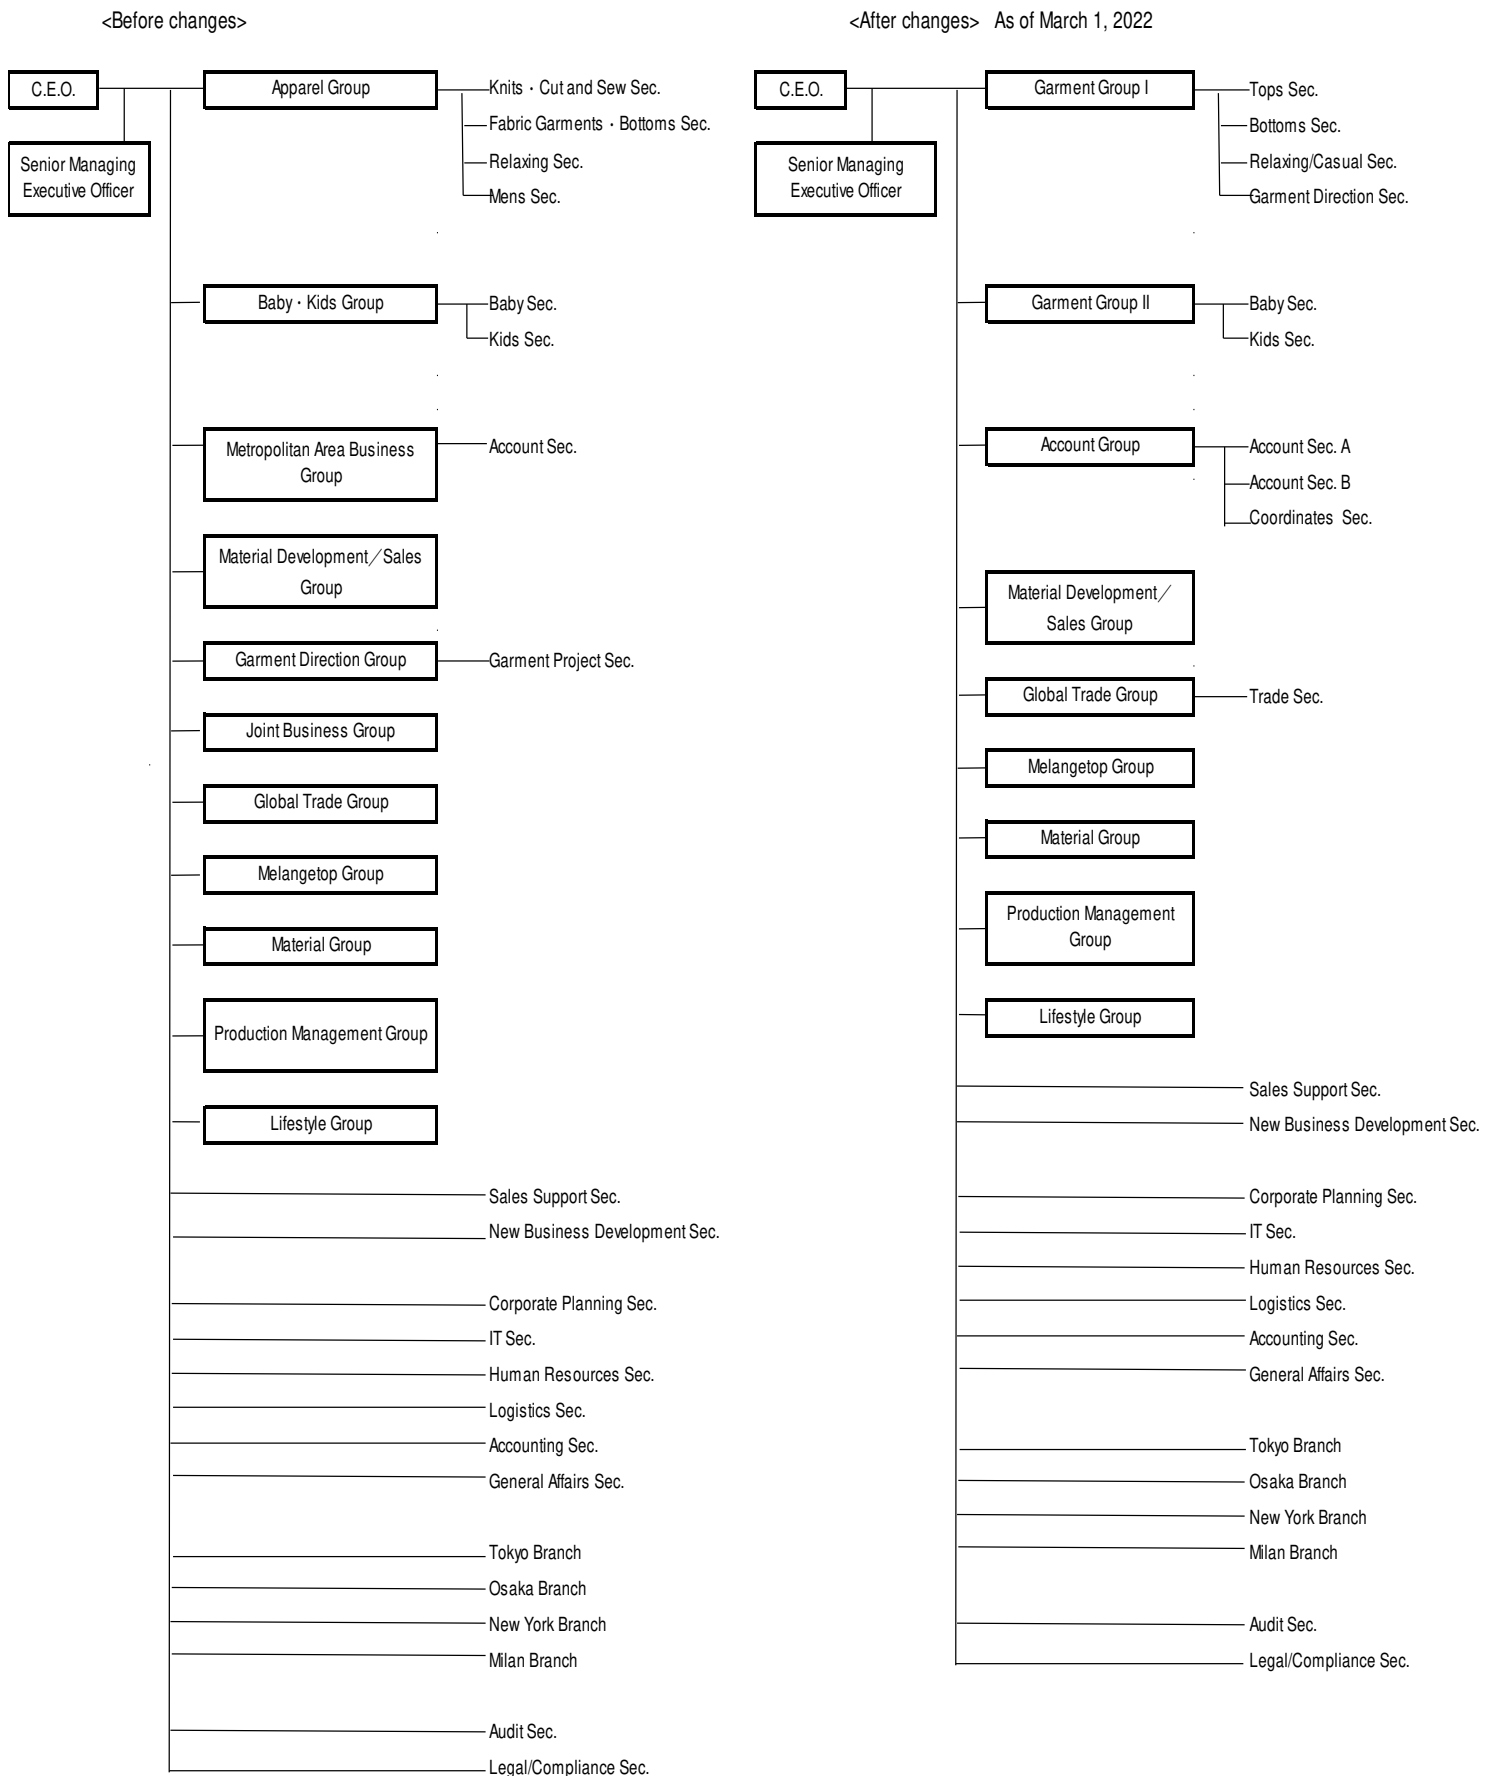 <Before changes>
C.E.O.
Senior Managing
Executive Officer
Apparel Group
Knits・Cut and Sew Sec.
Fabric Garments・Bottoms Sec.
Relaxing Sec.
Mens Sec.
Baby・Kids Group
Baby Sec.
Kids Sec.
Metropolitan Area Business
Group
Account Sec.
Material Development／Sales
Group
Garment Direction Group
Garment Project Sec.
Joint Business Group
Global Trade Group
Melangetop Group
Material Group
Production Management Group
Lifestyle Group
Sales Support Sec.
New Business Development Sec.
Corporate Planning Sec.
IT Sec.
Human Resources Sec.
Logistics Sec.
Accounting Sec.
General Affairs Sec.
Tokyo Branch
Osaka Branch
New York Branch
Milan Branch
Audit Sec.
Legal/Compliance Sec.
<After changes> As of March 1, 2022
C.E.O.
Senior Managing
Executive Officer
Garment Group I
Tops Sec.
Bottoms Sec.
Relaxing/Casual Sec.
Garment Direction Sec.
Garment Group II
Baby Sec.
Kids Sec.
Account Group
Account Sec. A
Account Sec. B
Coordinates Sec.
Material Development／
Sales Group
Global Trade Group
Trade Sec.
Melangetop Group
Material Group
Production Management
Group
Lifestyle Group
Sales Support Sec.
New Business Development Sec.
Corporate Planning Sec.
IT Sec.
Human Resources Sec.
Logistics Sec.
Accounting Sec.
General Affairs Sec.
Tokyo Branch
Osaka Branch
New York Branch
Milan Branch
Audit Sec.
Legal/Compliance Sec.